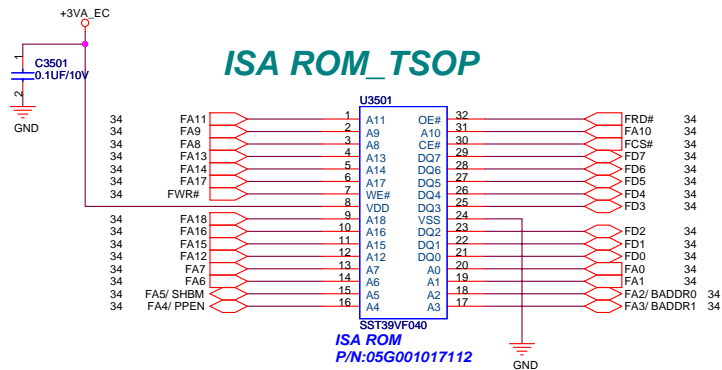 +3VA_EC
ISA ROM_TSOP
1
C3501
0.1UF/10V
2
GND
U3501
34 FA11 1 A11 OE# 32 FRD# 34
34 FA9 2 A9 A10 31 FA10 34
34 FA8 3 A8 CE# 30 FCS# 34
34 FA13 4 A13 DQ7 29 FD7 34
34 FA14 5 A14 DQ6 28 FD6 34
34 FA17 6 A17 DQ5 27 FD5 34
34 FWR# 7 WE# DQ4 26 FD4 34
8 VDD DQ3 25 FD3 34
34 FA18 9 A18 VSS 24
34 FA16 10 A16 DQ2 23 FD2 34
34 FA15 11 A15 DQ1 22 FD1 34
34 FA12 12 A12 DQ0 21 FD0 34
34 FA7 13 A7 A0 20 FA0 34
34 FA6 14 A6 A1 19 FA1 34
34 FA5/ SHBM 15 A5 A2 18 FA2/ BADDR0 34
34 FA4/ PPEN 16 A4 A3 17 FA3/ BADDR1 34
SST39VF040
ISA ROM
P/N:05G001017112
GND